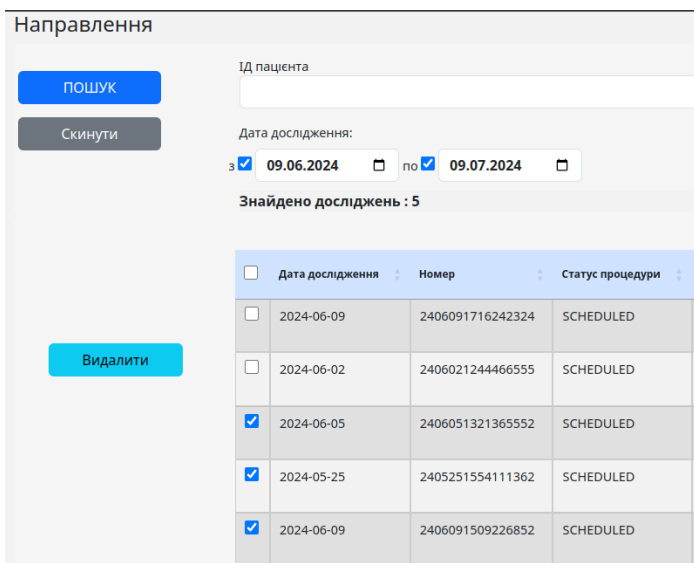 Направлення
ПОШУК
Скинути
ІД пацієнта
Дата дослідження:
з 09.06.2024 по 09.07.2024
Знайдено досліджень : 5
Дата дослідження Номер Статус процедури
2024-06-09 2406091716242324 SCHEDULED
2024-06-02 2406021244466555 SCHEDULED
Видалити
2024-06-05 2406051321365552 SCHEDULED
2024-05-25 2405251554111362 SCHEDULED
2024-06-09 2406091509226852 SCHEDULED